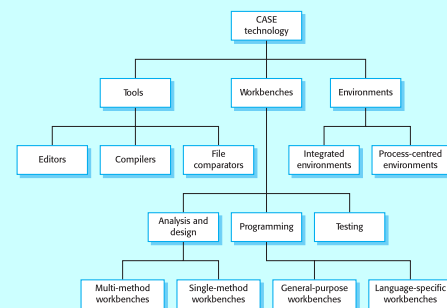 CASE
technology
Tools
Workbenches
Environments
Editors
Compilers
File
comparators
Integrated
environments
Process-centred
environments
Analysis and
design
Programming
Testing
Multi-method
workbenches
Single-method
workbenches
General-purpose
workbenches
Language-specific
workbenches